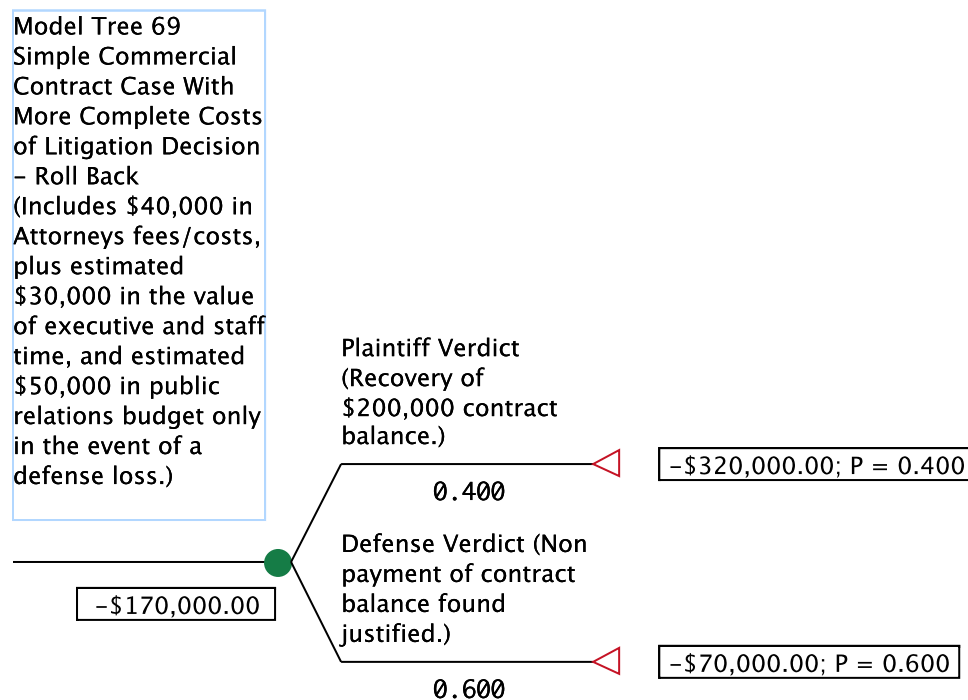 Model Tree 69
Simple Commercial
Contract Case With
More Complete Costs
of Litigation Decision
– Roll Back
(Includes $40,000 in
Attorneys fees/costs,
plus estimated
$30,000 in the value
of executive and staff
time, and estimated
$50,000 in public
relations budget only
in the event of a
defense loss.)
Plaintiff Verdict
(Recovery of
$200,000 contract
balance.)
-$320,000.00; P = 0.400
0.400
Defense Verdict (Non
payment of contract
balance found
justified.)
-$170,000.00
-$70,000.00; P = 0.600
0.600